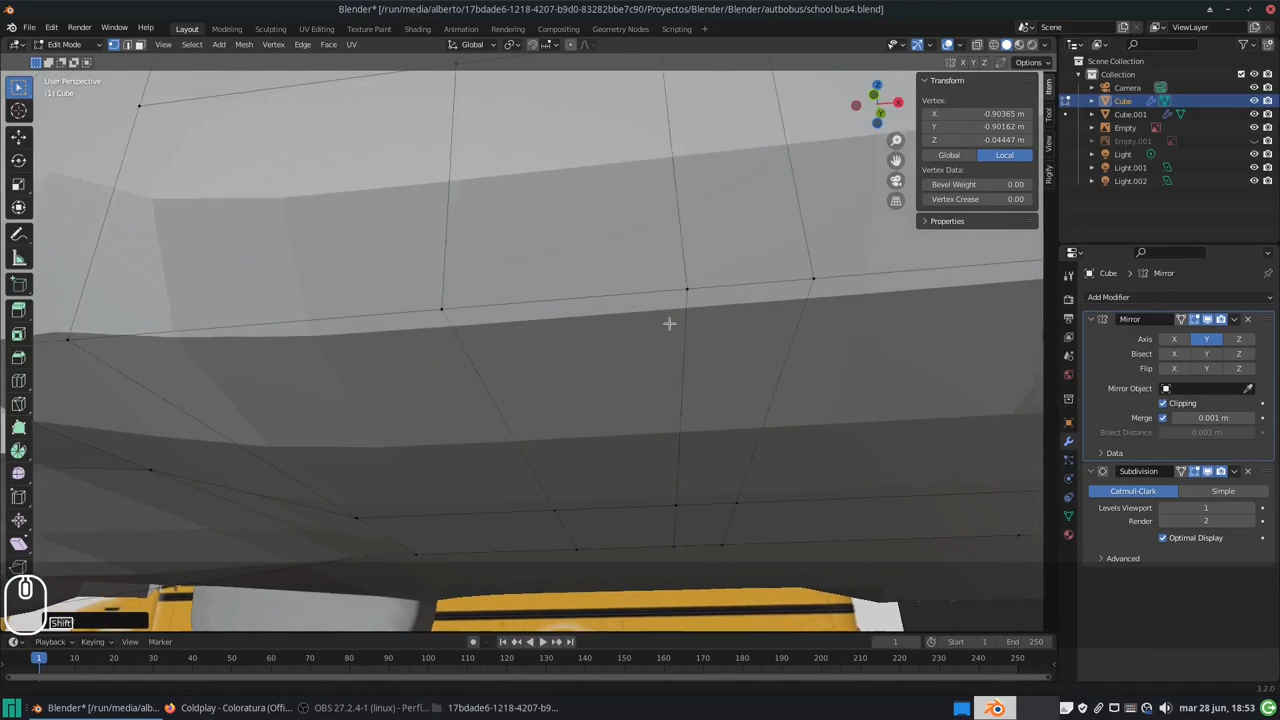 Blender* [/run/media/alberto/17bdade6-1218-4207-b9d0-83282bbe7c90/Proyectos/Blender/Blender/autbobus/school bus4.blend]
File Edit Render Window Help Layout Modeling Sculpting UV Editing Texture Paint Shading Animation Rendering Compositing Geometry Nodes Scripting Scene ViewLayer
Edit Mode View Select Add Mesh Vertex Edge Face UV Global
X Y Z Options
User Perspective
(1) Cube
Transform
Vertex:
X -0.90365 m
Y -0.90162 m
Z -0.04447 m
Global Local
Vertex Data:
Bevel Weight 0.00
Vertex Crease 0.00
Properties
Item
Tool
View
Rigify
Z
X
Y
Scene Collection
Collection
Camera
Cube
Cube.001
Empty
Empty.001
Light
Light.001
Light.002
Cube Mirror
Add Modifier
Mirror
Axis X Y Z
Bisect X Y Z
Flip X Y Z
Mirror Object
Clipping
Merge 0.001 m
Bisect Distance 0.001 m
Data
Subdivision
Catmull-Clark Simple
Levels Viewport 1
Render 2
Optimal Display
Advanced
Shift
Playback Keying View Marker 1 Start 1 End 250
1 10 20 30 40 50 60 70 80 90 100 110 120 130 140 150 160 170 180 190 200 210 220 230 240 250
3.2.0
Blender* [/run/media/alb... Coldplay - Coloratura (Offi... OBS 27.2.4-1 (linux) - Perfi... 17bdade6-1218-4207-b9... mar 28 jun, 18:53